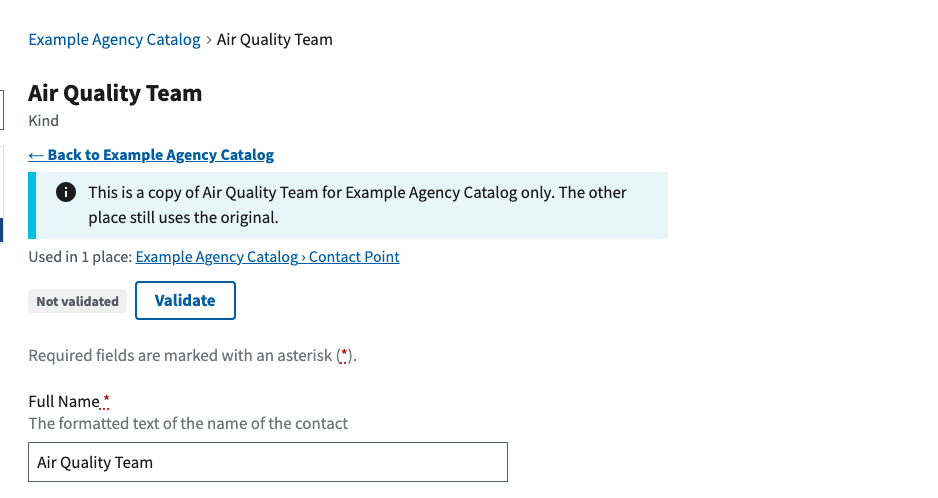 Example Agency Catalog › Air Quality Team
Air Quality Team
Kind
← Back to Example Agency Catalog
This is a copy of Air Quality Team for Example Agency Catalog only. The other
place still uses the original.
Used in 1 place: Example Agency Catalog › Contact Point
Not validated Validate
Required fields are marked with an asterisk (*).
Full Name *
The formatted text of the name of the contact
Air Quality Team